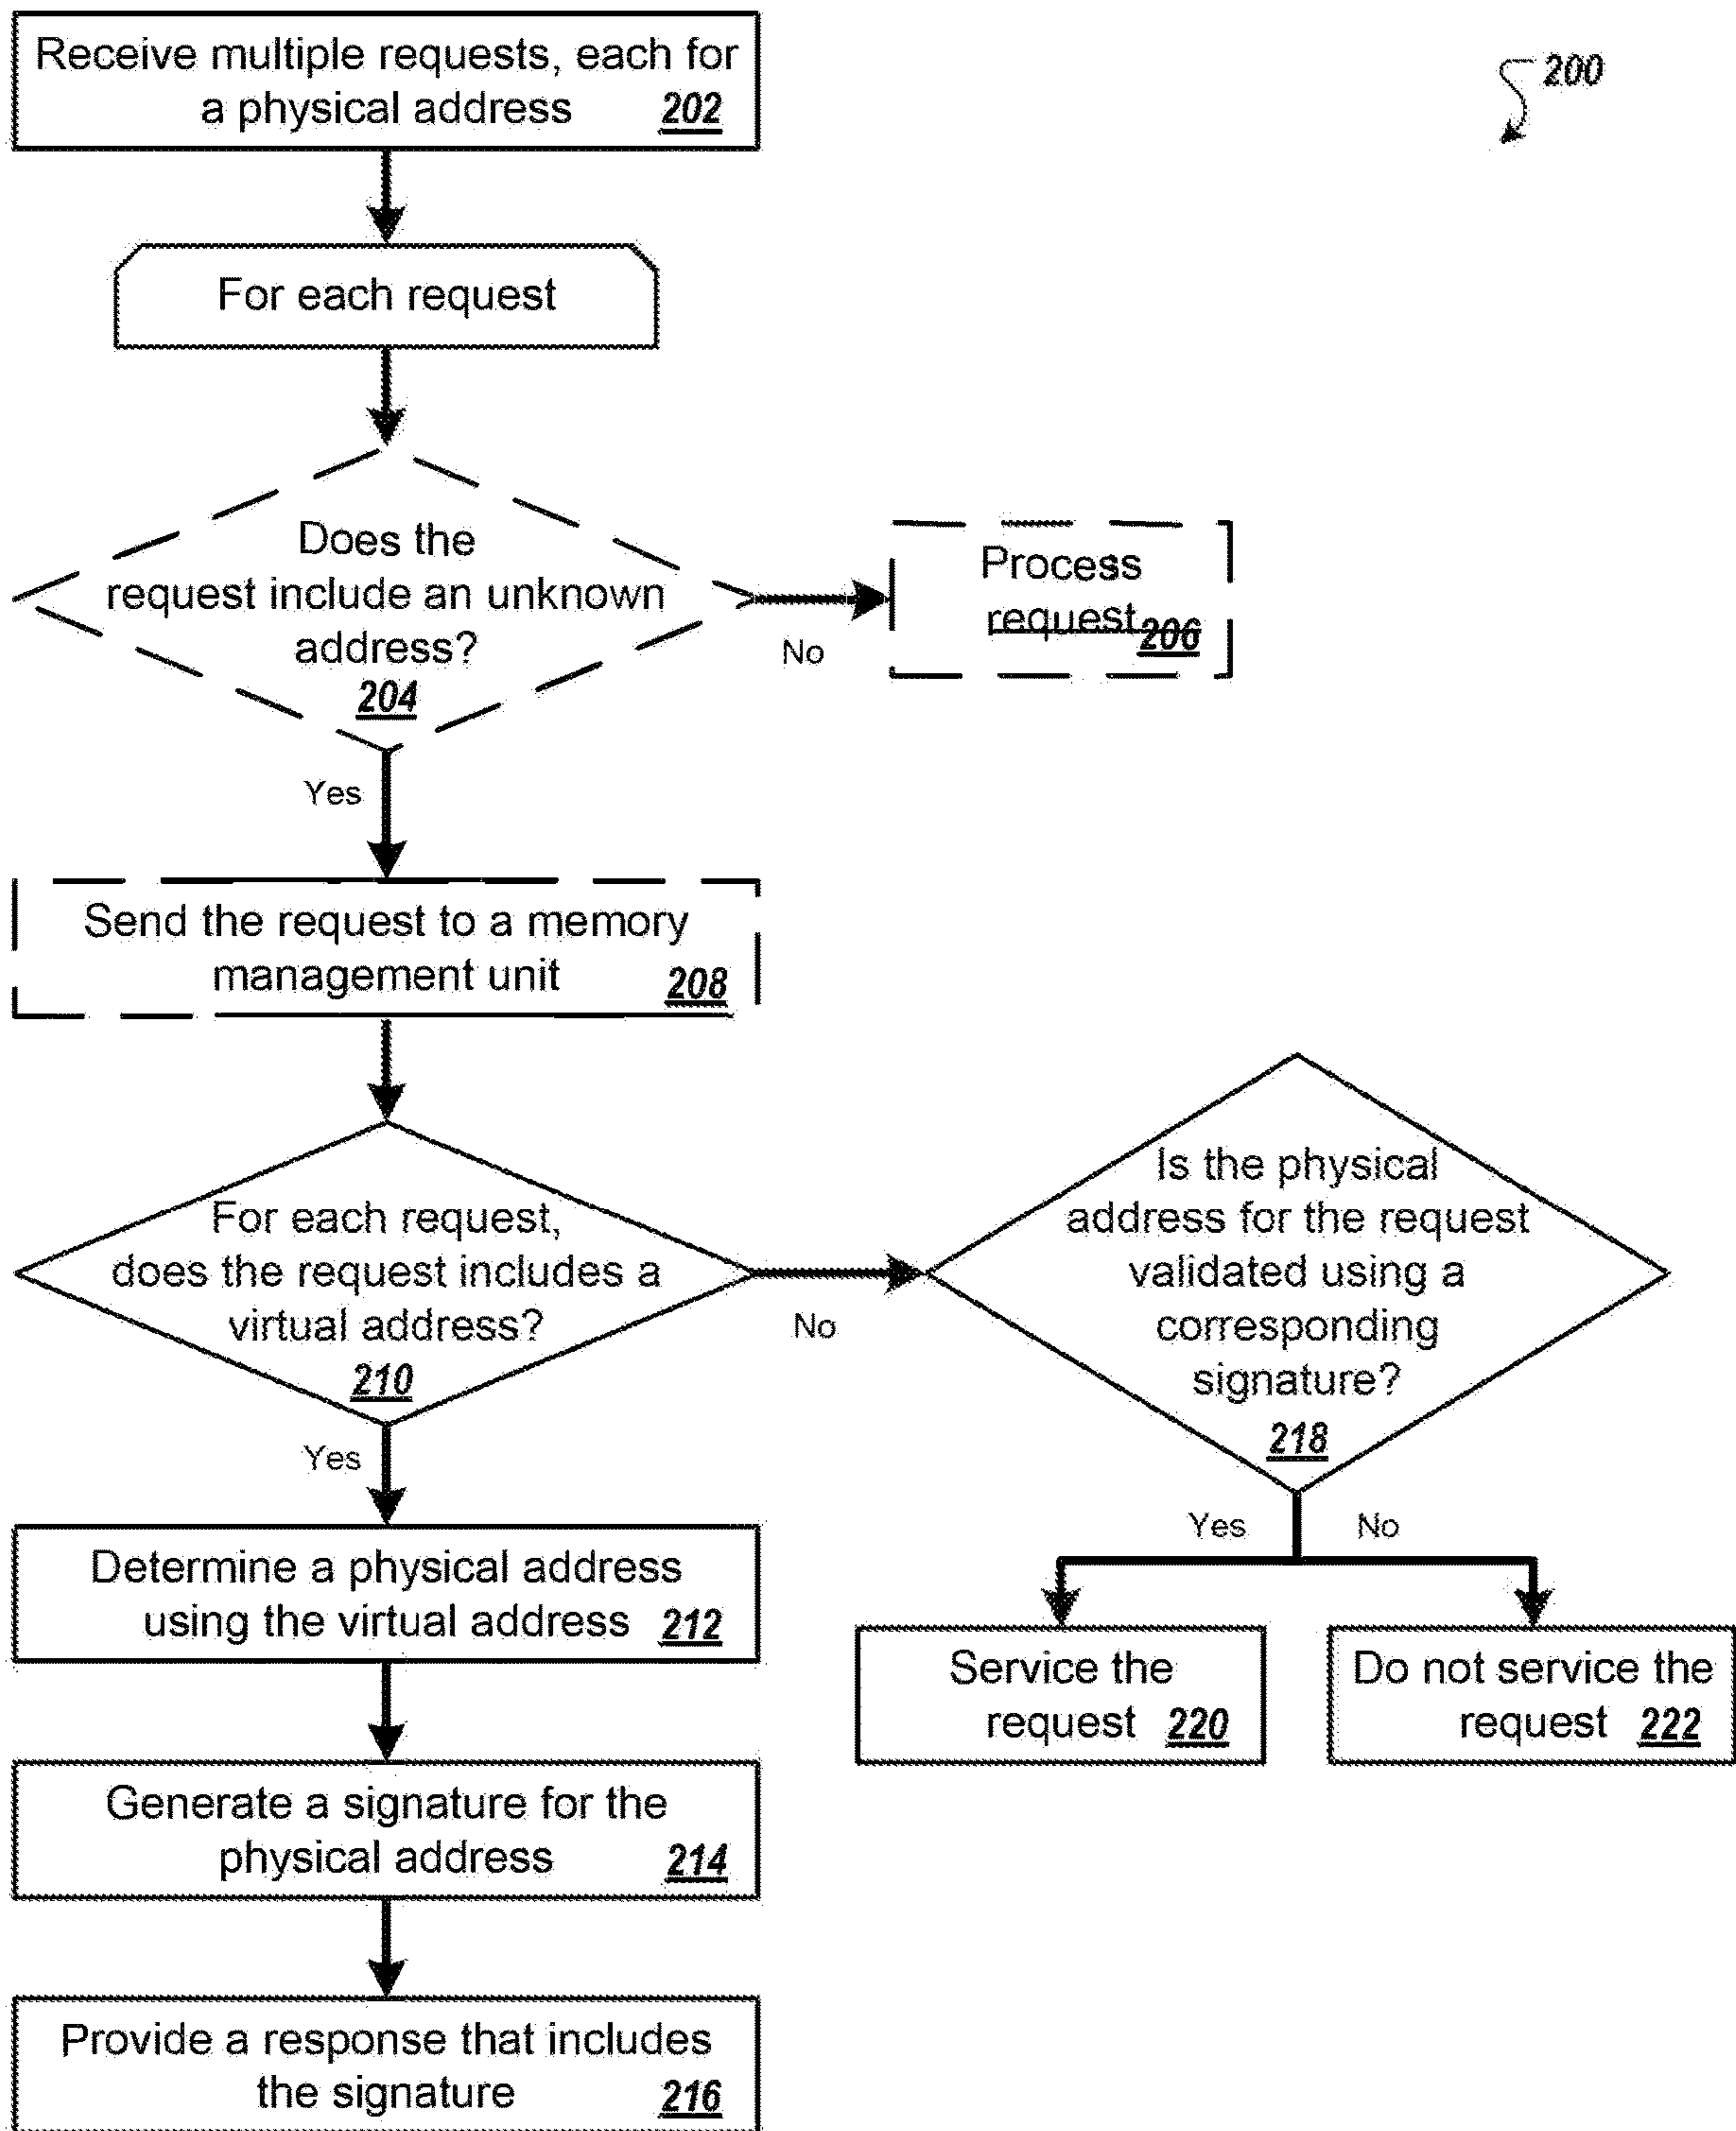 Receive multiple requests, each for
a physical address 202
200
For each request
Does the
request include an unknown
address?
204
No
Process
request 206
Yes
Send the request to a memory
management unit 208
For each request,
does the request includes a
virtual address?
210
No
Is the physical
address for the request
validated using a
corresponding
signature?
218
Yes
Yes
No
Determine a physical address
using the virtual address 212
Service the
request 220
Do not service the
request 222
Generate a signature for the
physical address 214
Provide a response that includes
the signature 216